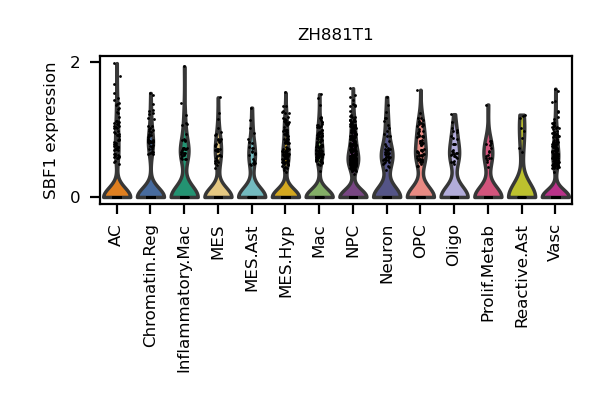 ZH881T1
SBF1 expression
2
0
AC
Chromatin.Reg
Inflammatory.Mac
MES
MES.Ast
MES.Hyp
Mac
NPC
Neuron
OPC
Oligo
Prolif.Metab
Reactive.Ast
Vasc